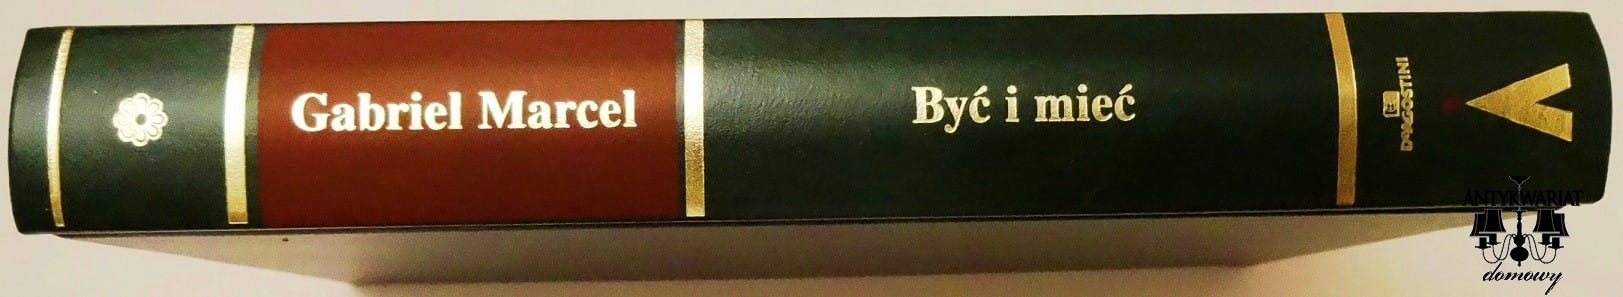 Gabriel Marcel
Być i mieć
DeAGOSTINI
ANTYKWARIAT
domowy